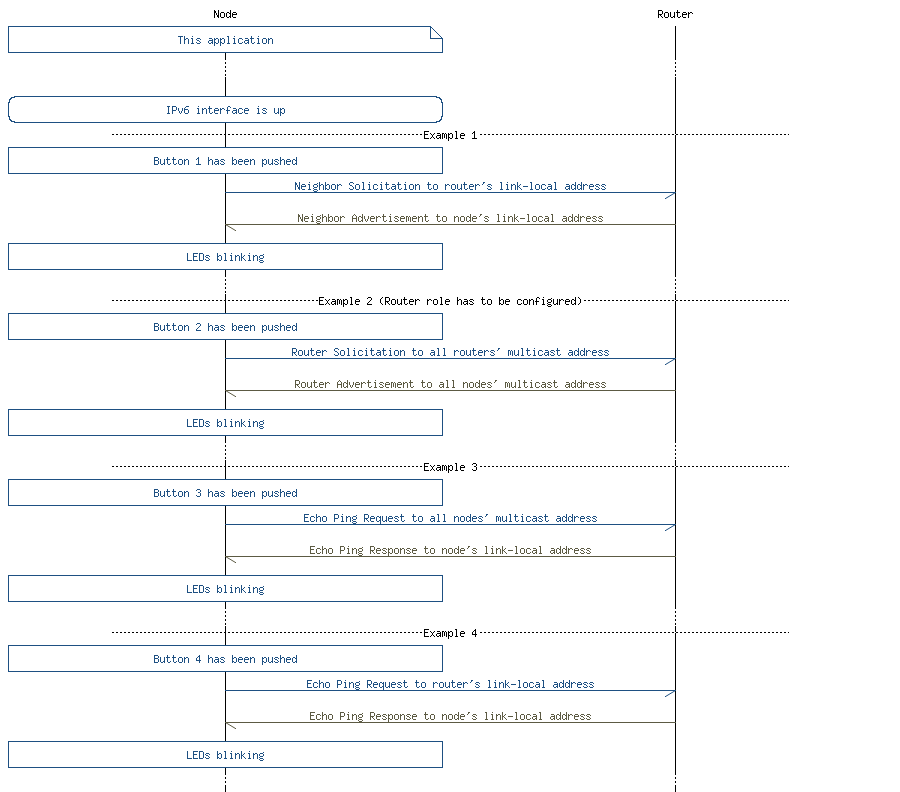 Node Router
This application
IPv6 interface is up
Example 1
Button 1 has been pushed
Neighbor Solicitation to router's link-local address
Neighbor Advertisement to node's link-local address
LEDs blinking
Example 2 (Router role has to be configured)
Button 2 has been pushed
Router Solicitation to all routers' multicast address
Router Advertisement to all nodes' multicast address
LEDs blinking
Example 3
Button 3 has been pushed
Echo Ping Request to all nodes' multicast address
Echo Ping Response to node's link-local address
LEDs blinking
Example 4
Button 4 has been pushed
Echo Ping Request to router's link-local address
Echo Ping Response to node's link-local address
LEDs blinking